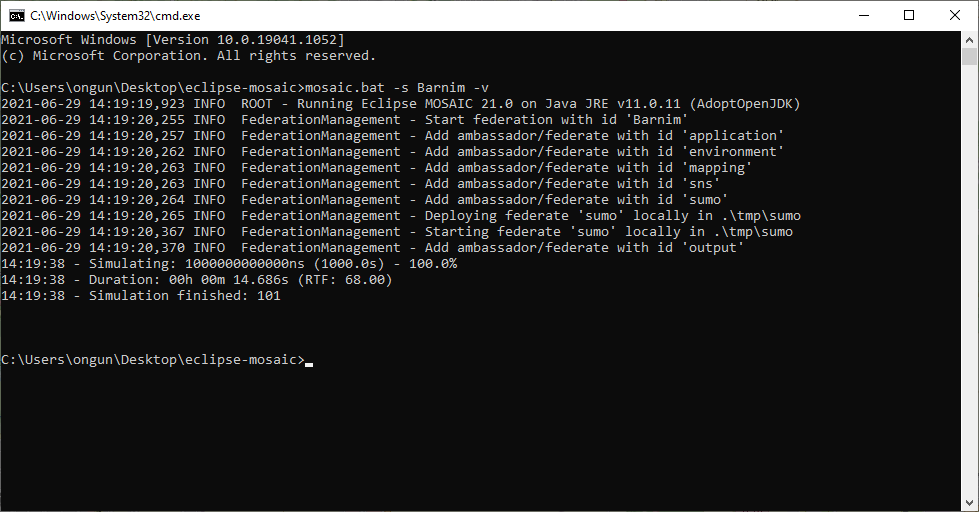 C:\Windows\System32\cmd.exe
Microsoft Windows [Version 10.0.19041.1052]
(c) Microsoft Corporation. All rights reserved.
C:\Users\ongun\Desktop\eclipse-mosaic>mosaic.bat -s Barnim -v
2021-06-29 14:19:19,923 INFO  ROOT - Running Eclipse MOSAIC 21.0 on Java JRE v11.0.11 (AdoptOpenJDK)
2021-06-29 14:19:20,255 INFO  FederationManagement - Start federation with id 'Barnim'
2021-06-29 14:19:20,257 INFO  FederationManagement - Add ambassador/federate with id 'application'
2021-06-29 14:19:20,262 INFO  FederationManagement - Add ambassador/federate with id 'environment'
2021-06-29 14:19:20,263 INFO  FederationManagement - Add ambassador/federate with id 'mapping'
2021-06-29 14:19:20,263 INFO  FederationManagement - Add ambassador/federate with id 'sns'
2021-06-29 14:19:20,264 INFO  FederationManagement - Add ambassador/federate with id 'sumo'
2021-06-29 14:19:20,265 INFO  FederationManagement - Deploying federate 'sumo' locally in .\tmp\sumo
2021-06-29 14:19:20,367 INFO  FederationManagement - Starting federate 'sumo' locally in .\tmp\sumo
2021-06-29 14:19:20,370 INFO  FederationManagement - Add ambassador/federate with id 'output'
14:19:38 - Simulating: 1000000000000ns (1000.0s) - 100.0%
14:19:38 - Duration: 00h 00m 14.686s (RTF: 68.00)
14:19:38 - Simulation finished: 101
C:\Users\ongun\Desktop\eclipse-mosaic>